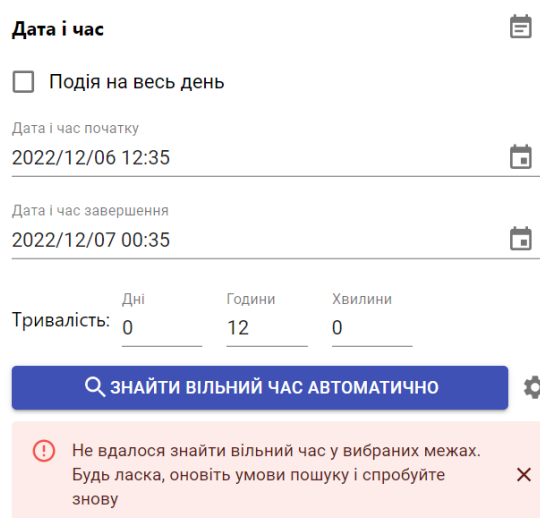 Дата і час
Подія на весь день
Дата і час початку
2022/12/06 12:35
Дата і час завершення
2022/12/07 00:35
Дні Години Хвилини
Тривалість: 0 12 0
ЗНАЙТИ ВІЛЬНИЙ ЧАС АВТОМАТИЧНО
Не вдалося знайти вільний час у вибраних межах.
Будь ласка, оновіть умови пошуку і спробуйте
знову